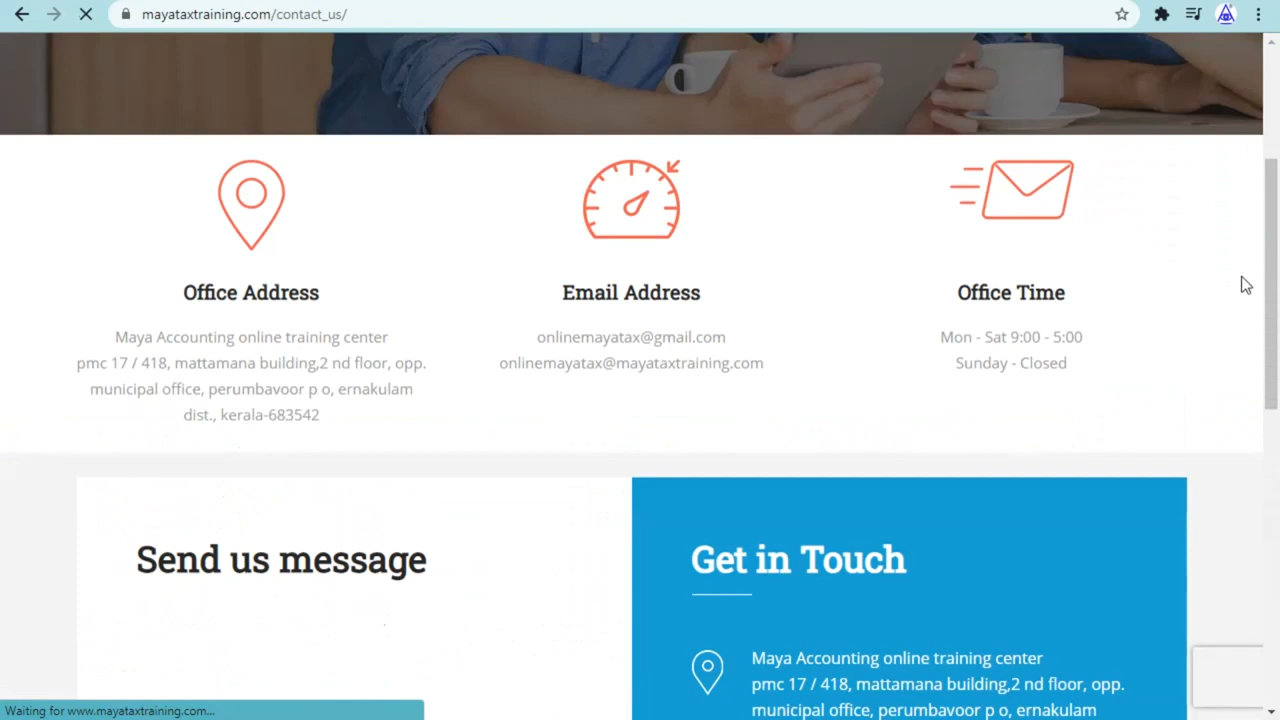 mayataxtraining.com/contact_us/
Office Address
Maya Accounting online training center
pmc 17 / 418, mattamana building,2 nd floor, opp.
municipal office, perumbavoor p o, ernakulam
dist., kerala-683542
Email Address
onlinemayatax@gmail.com
onlinemayatax@mayataxtraining.com
Office Time
Mon - Sat 9:00 - 5:00
Sunday - Closed
Send us message
Get in Touch
Maya Accounting online training center
pmc 17 / 418, mattamana building,2 nd floor, opp.
municipal office, perumbavoor p o, ernakulam
Waiting for www.mayataxtraining.com...